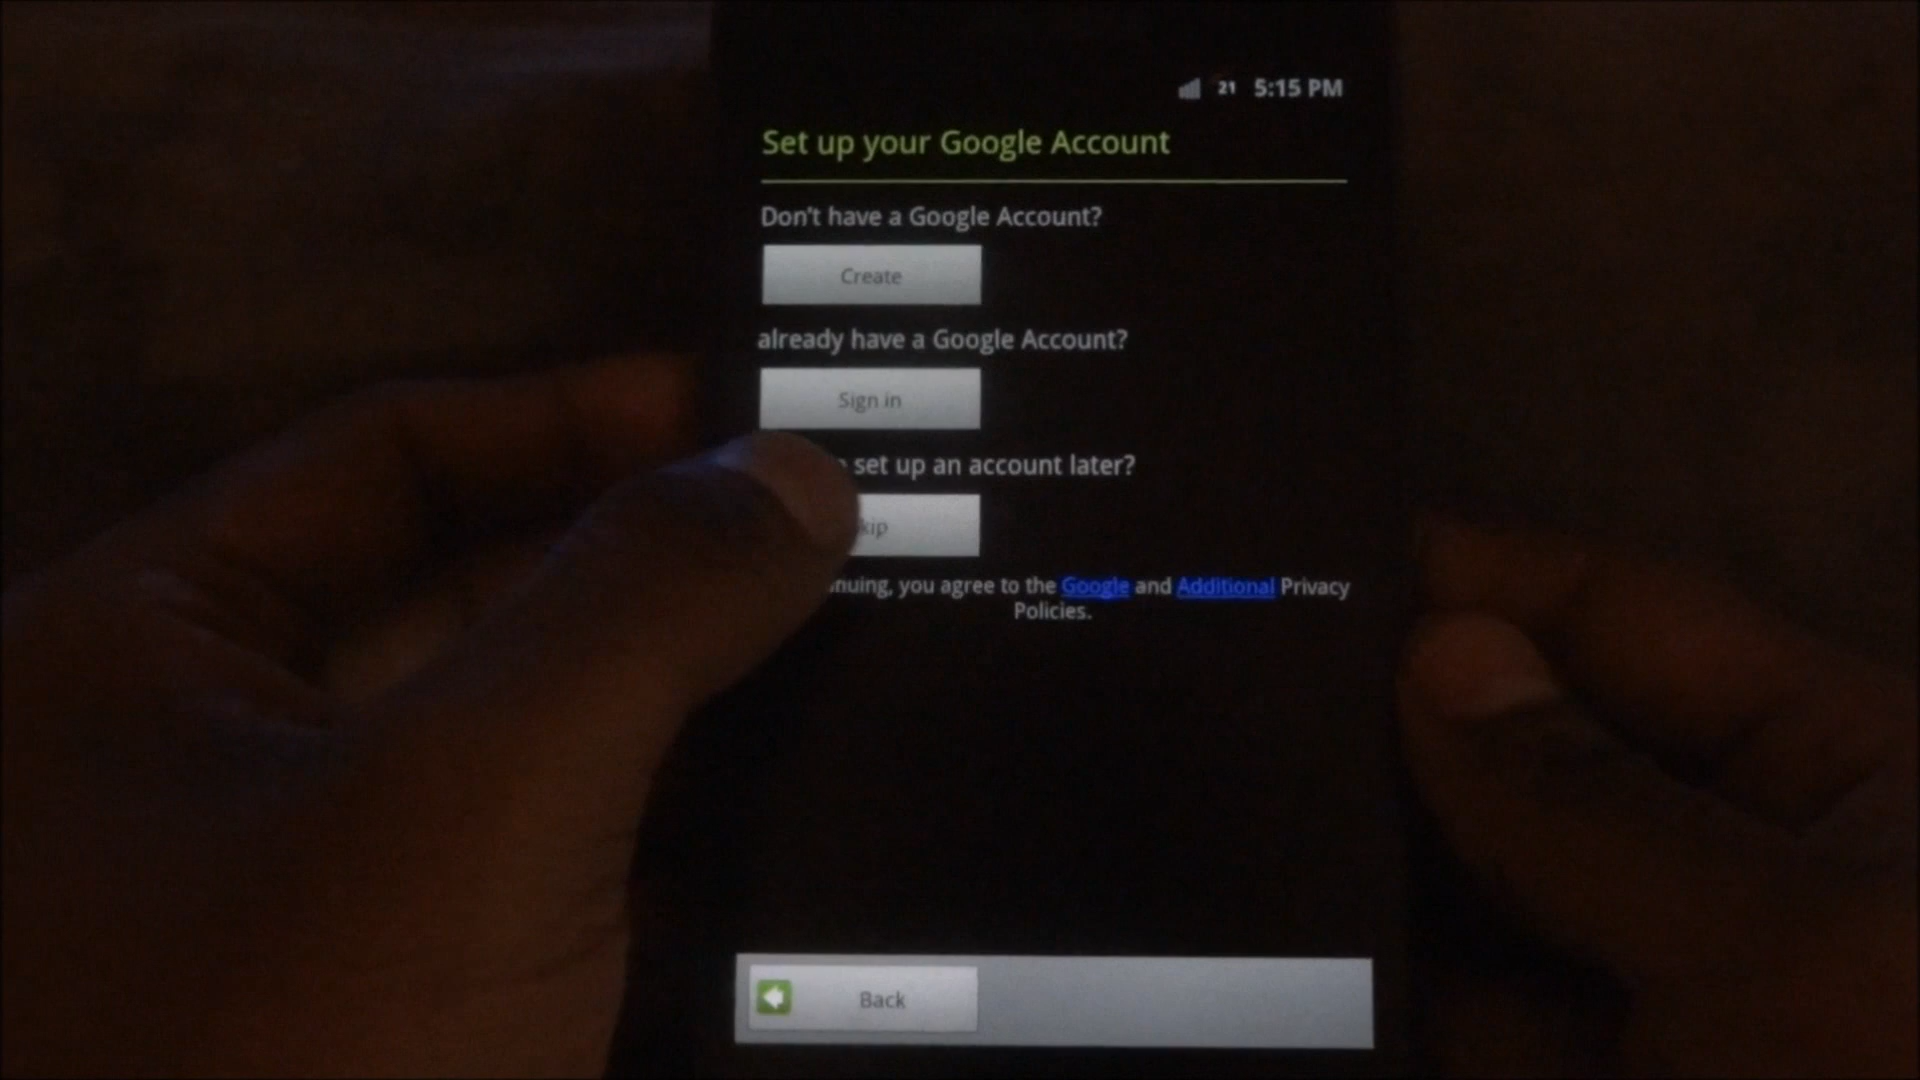 21 5:15 PM
Set up your Google Account
Don't have a Google Account?
Create
already have a Google Account?
Sign in
set up an account later?
kip
nuing, you agree to the Google and Additional Privacy
Policies.
Back